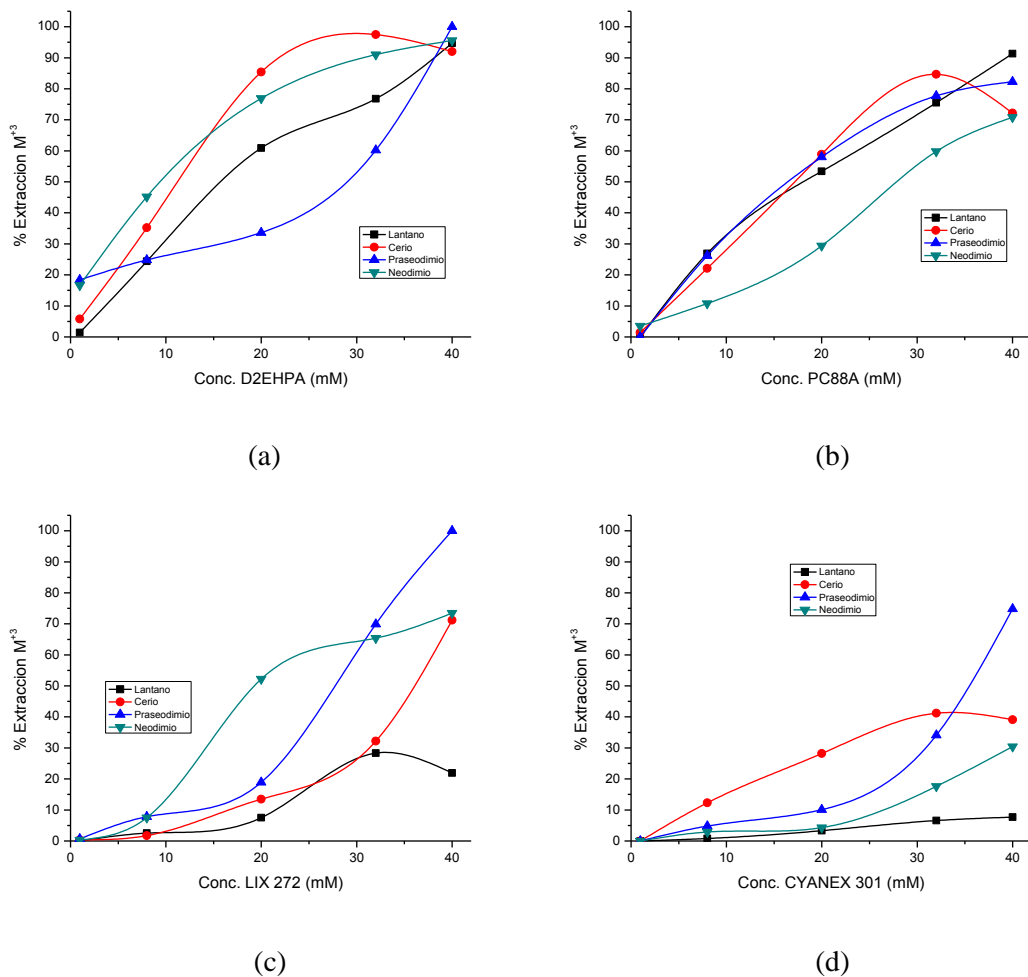 100
90
80
70
60
50
40
30
20
10
0
% Extraccion M+3
Lantano
Cerio
Praseodimio
Neodimio
0 10 20 30 40
Conc. D2EHPA (mM)
(a)
100
90
80
70
60
50
40
30
20
10
0
% Extraccion M+3
Lantano
Cerio
Praseodimio
Neodimio
0 10 20 30 40
Conc. PC88A (mM)
(b)
100
90
80
70
60
50
40
30
20
10
0
% Extraccion M+3
Lantano
Cerio
Praseodimio
Neodimio
0 10 20 30 40
Conc. LIX 272 (mM)
(c)
100
90
80
70
60
50
40
30
20
10
0
% Extraccion M+3
Lantano
Cerio
Praseodimio
Neodimio
0 10 20 30 40
Conc. CYANEX 301 (mM)
(d)